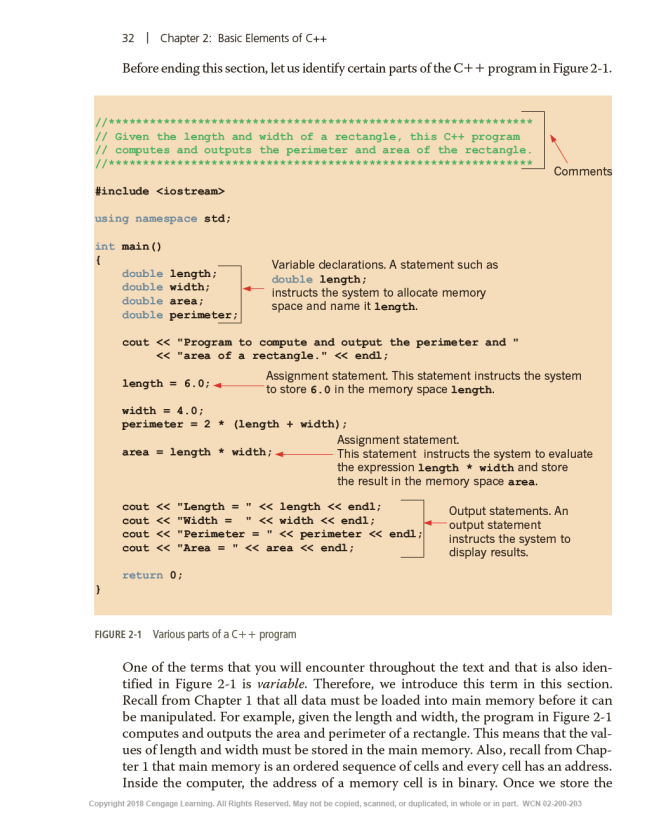 32 | Chapter 2: Basic Elements of C++
Before ending this section, let us identify certain parts of the C++ program in Figure 2-1.
//**************************************************************
// Given the length and width of a rectangle, this C++ program
// computes and outputs the perimeter and area of the rectangle.
//**************************************************************
Comments
#include <iostream>
using namespace std;
int main()
{
double length;
double width;
double area;
double perimeter;
Variable declarations. A statement such as
double length;
instructs the system to allocate memory
space and name it length.
cout << "Program to compute and output the perimeter and "
<< "area of a rectangle." << endl;
length = 6.0;
Assignment statement. This statement instructs the system
to store 6.0 in the memory space length.
width = 4.0;
perimeter = 2 * (length + width);
area = length * width;
Assignment statement.
This statement instructs the system to evaluate
the expression length * width and store
the result in the memory space area.
cout << "Length = " << length << endl;
cout << "Width =  " << width << endl;
cout << "Perimeter = " << perimeter << endl;
cout << "Area = " << area << endl;
Output statements. An
output statement
instructs the system to
display results.
return 0;
}
FIGURE 2-1 Various parts of a C++ program
One of the terms that you will encounter throughout the text and that is also iden-
tified in Figure 2-1 is variable. Therefore, we introduce this term in this section.
Recall from Chapter 1 that all data must be loaded into main memory before it can
be manipulated. For example, given the length and width, the program in Figure 2-1
computes and outputs the area and perimeter of a rectangle. This means that the val-
ues of length and width must be stored in the main memory. Also, recall from Chap-
ter 1 that main memory is an ordered sequence of cells and every cell has an address.
Inside the computer, the address of a memory cell is in binary. Once we store the
Copyright 2018 Cengage Learning. All Rights Reserved. May not be copied, scanned, or duplicated, in whole or in part. WCN 02-200-203